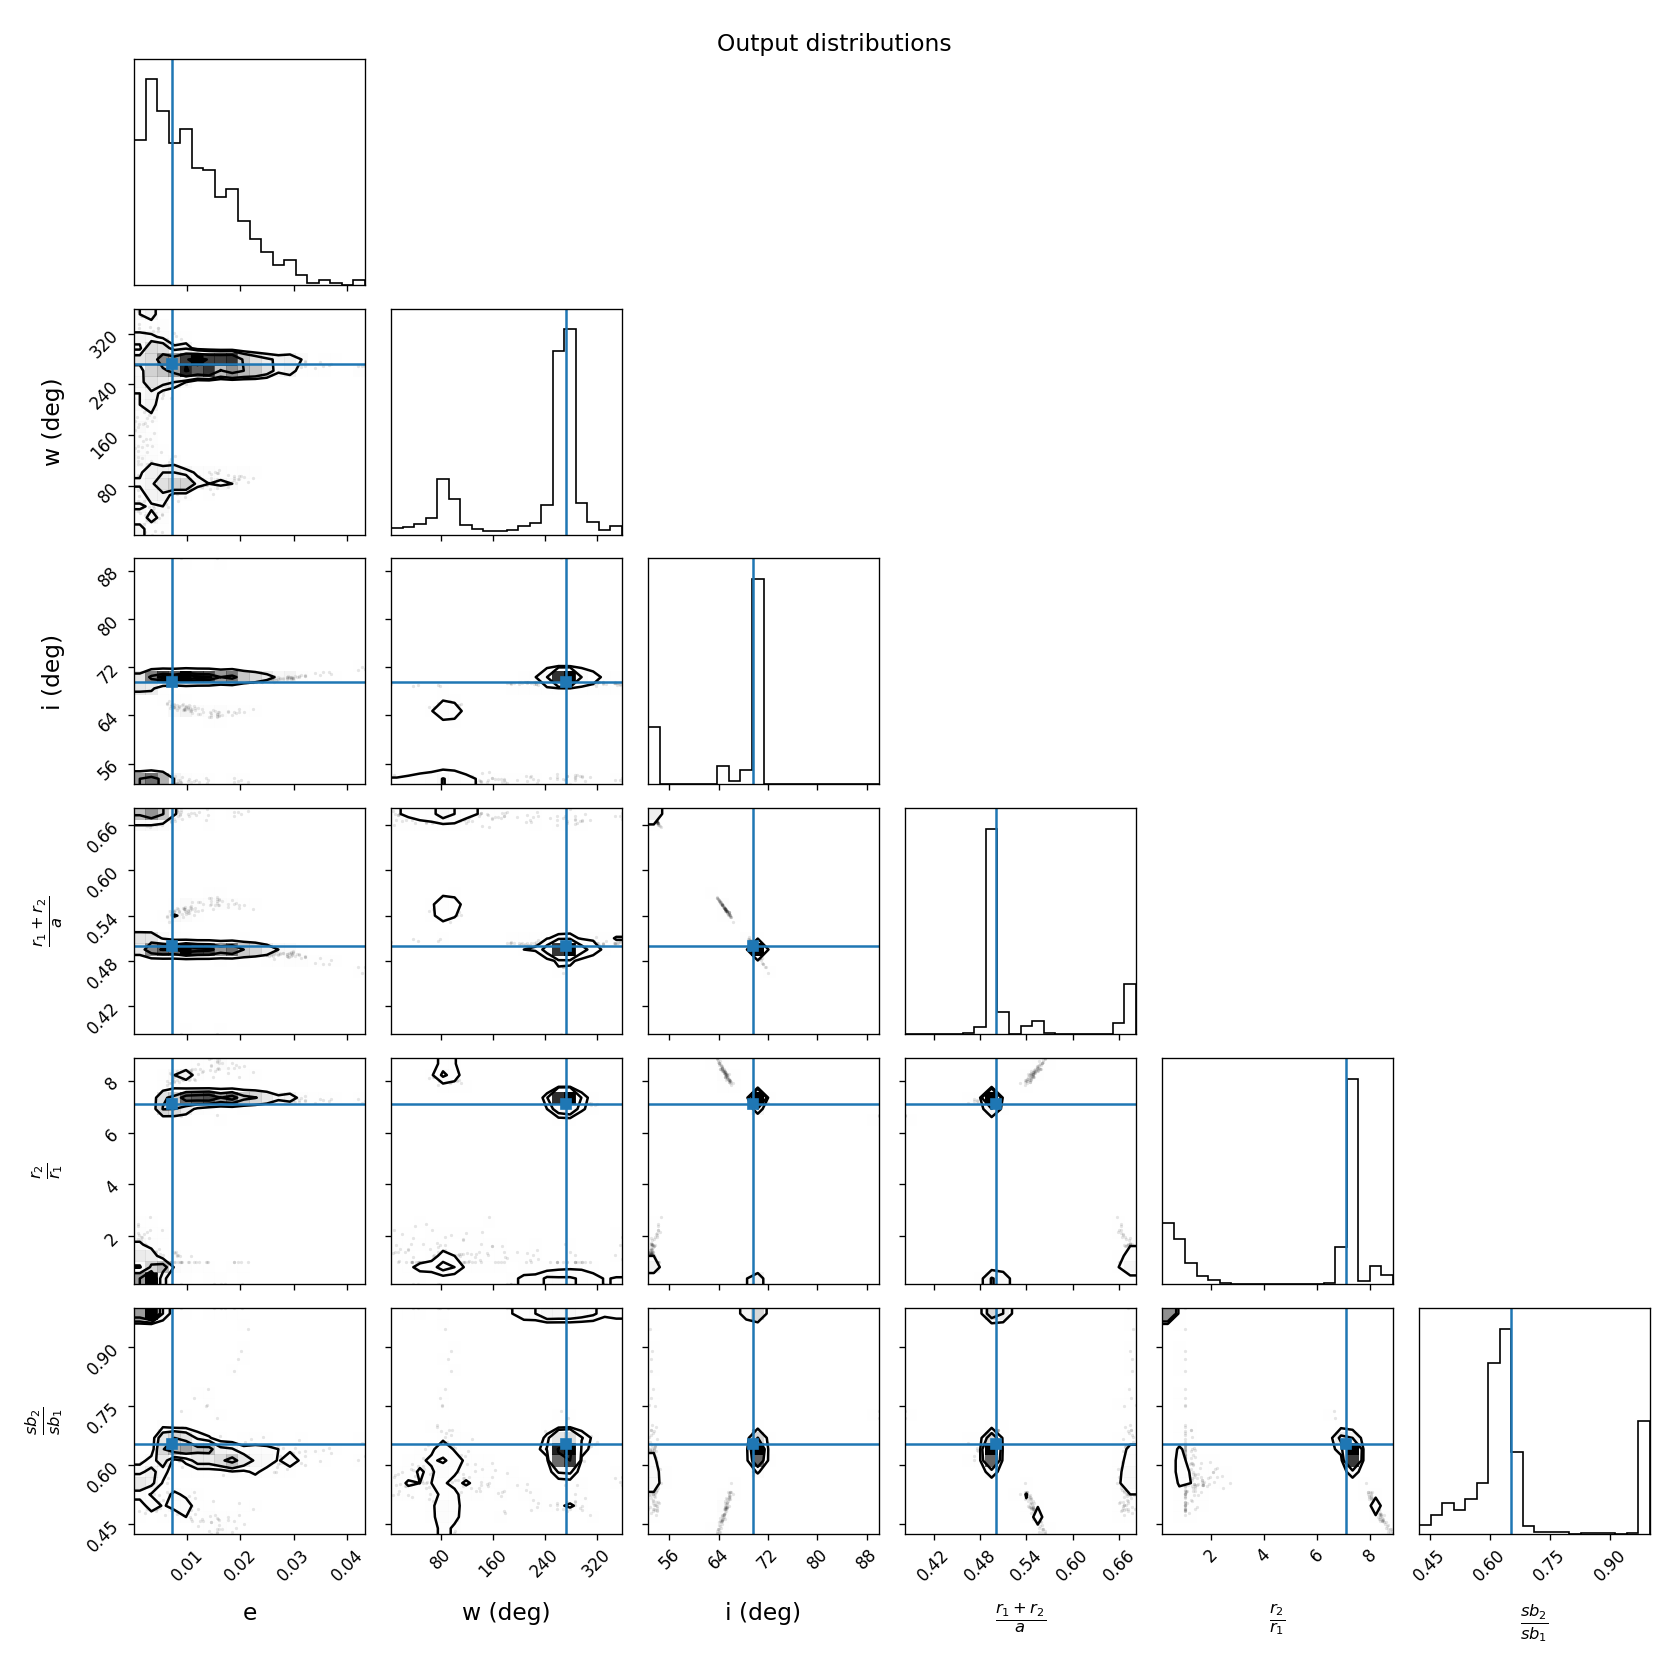 Output distributions
w (deg)
320
240
160
80
i (deg)
88
80
72
64
56
r₁ + r₂
a
0.66
0.60
0.54
0.48
0.42
r₂
r₁
8
6
4
2
sb₂
sb₁
0.90
0.75
0.60
0.45
0.01 0.02 0.03 0.04 80 160 240 320 56 64 72 80 88 0.42 0.48 0.54 0.60 0.66 2 4 6 8 0.45 0.60 0.75 0.90
e w (deg) i (deg) r₁ + r₂ r₂ sb₂
a r₁ sb₁